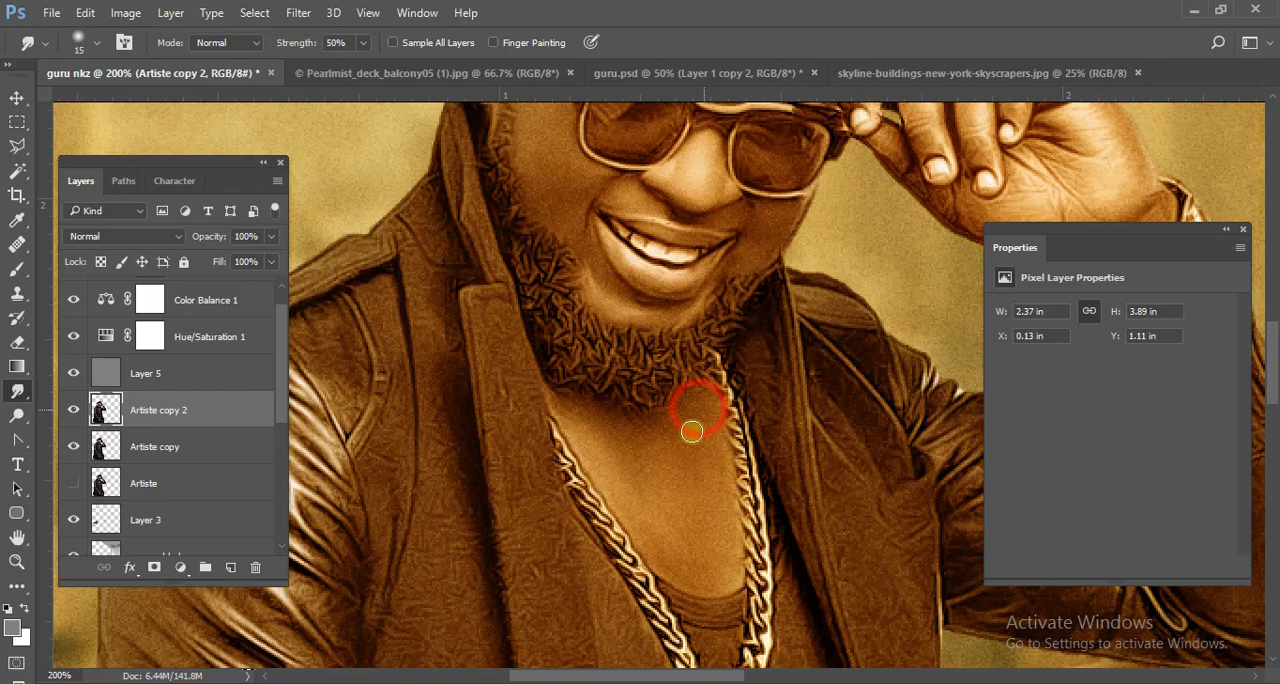 Ps File Edit Image Layer Type Select Filter 3D View Window Help
15 Mode: Normal Strength: 50% Sample All Layers Finger Painting
guru nkz @ 200% (Artiste copy 2, RGB/8#) * × © Pearlmist_deck_balcony05 (1).jpg @ 66.7% (RGB/8*) × guru.psd @ 50% (Layer 1 copy 2, RGB/8*) * × skyline-buildings-new-york-skyscrapers.jpg @ 25% (RGB/8) ×
1 2
2
Layers Paths Character
Kind
Normal Opacity: 100%
Lock: Fill: 100%
Color Balance 1
Hue/Saturation 1
Layer 5
Artiste copy 2
Artiste copy
Artiste
Layer 3
Properties
Pixel Layer Properties
W: 2.37 in H: 3.89 in
X: 0.13 in Y: 1.11 in
Activate Windows
Go to Settings to activate Windows.
200% Doc: 6.44M/141.8M